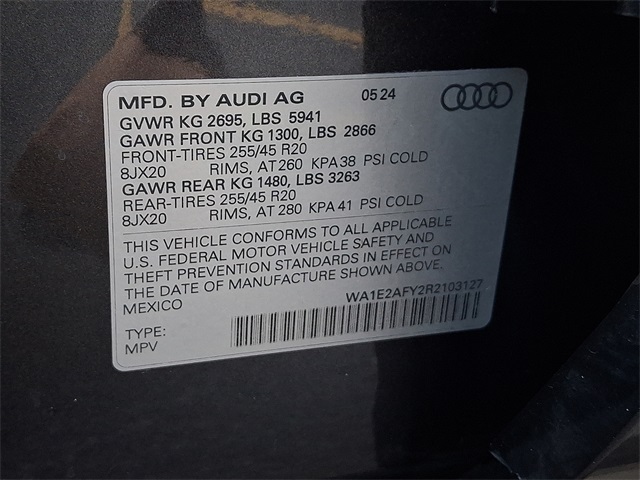 MFD. BY AUDI AG 05 24
GVWR KG 2695, LBS 5941
GAWR FRONT KG 1300, LBS 2866
FRONT-TIRES 255/45 R20
8JX20 RIMS, AT 260 KPA 38 PSI COLD
GAWR REAR KG 1480, LBS 3263
REAR-TIRES 255/45 R20
8JX20 RIMS, AT 280 KPA 41 PSI COLD
THIS VEHICLE CONFORMS TO ALL APPLICABLE
U.S. FEDERAL MOTOR VEHICLE SAFETY AND
THEFT PREVENTION STANDARDS IN EFFECT ON
THE DATE OF MANUFACTURE SHOWN ABOVE.
MEXICO
WA1E2AFY2R2103127
TYPE:
MPV